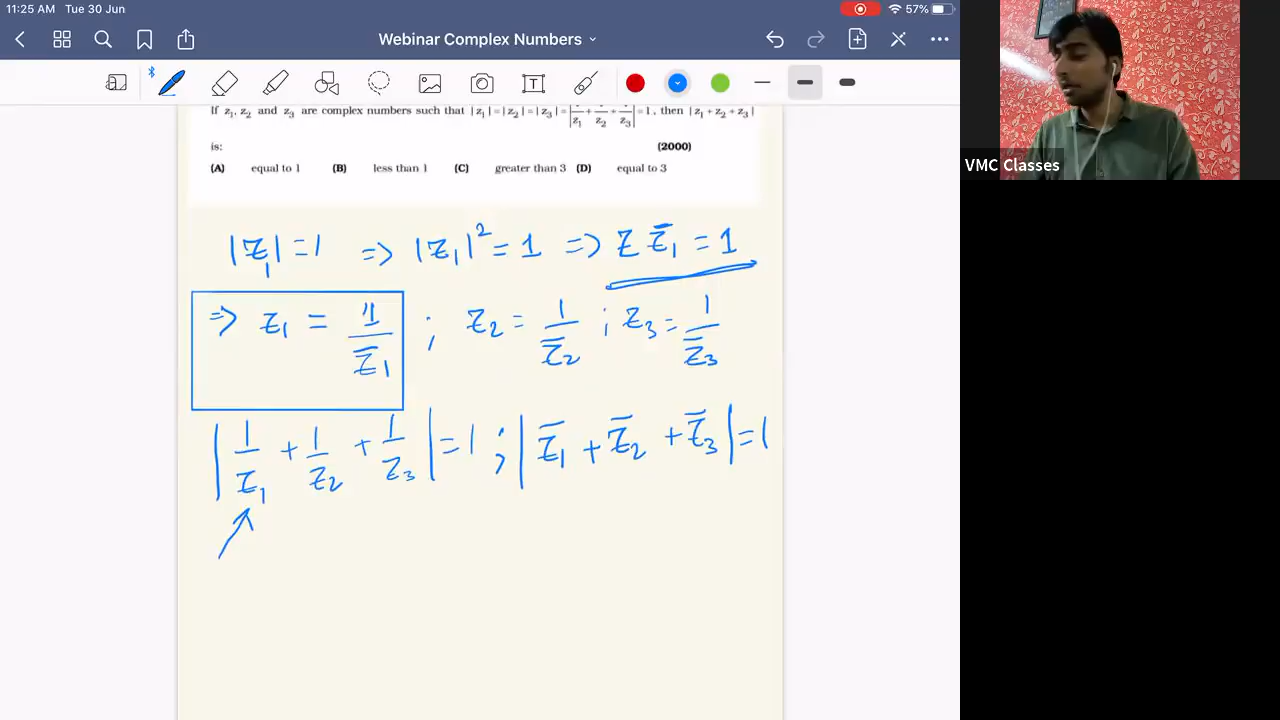 11:25 AM Tue 30 Jun
57%
Webinar Complex Numbers
T
If z₁, z₂ and z₃ are complex numbers such that |z₁|=|z₂|=|z₃|=|1/z₁+1/z₂+1/z₃|=1, then |z₁+z₂+z₃|
is:
(2000)
(A) equal to 1 (B) less than 1 (C) greater than 3 (D) equal to 3
|z₁|=1 => |z₁|²=1 => z z̄₁=1
=> z₁ = 1/z̄₁ ; z₂ = 1/z̄₂ ; z₃ = 1/z̄₃
|1/z₁ + 1/z₂ + 1/z₃| = 1 ; |z̄₁ + z̄₂ + z̄₃| = 1
VMC Classes